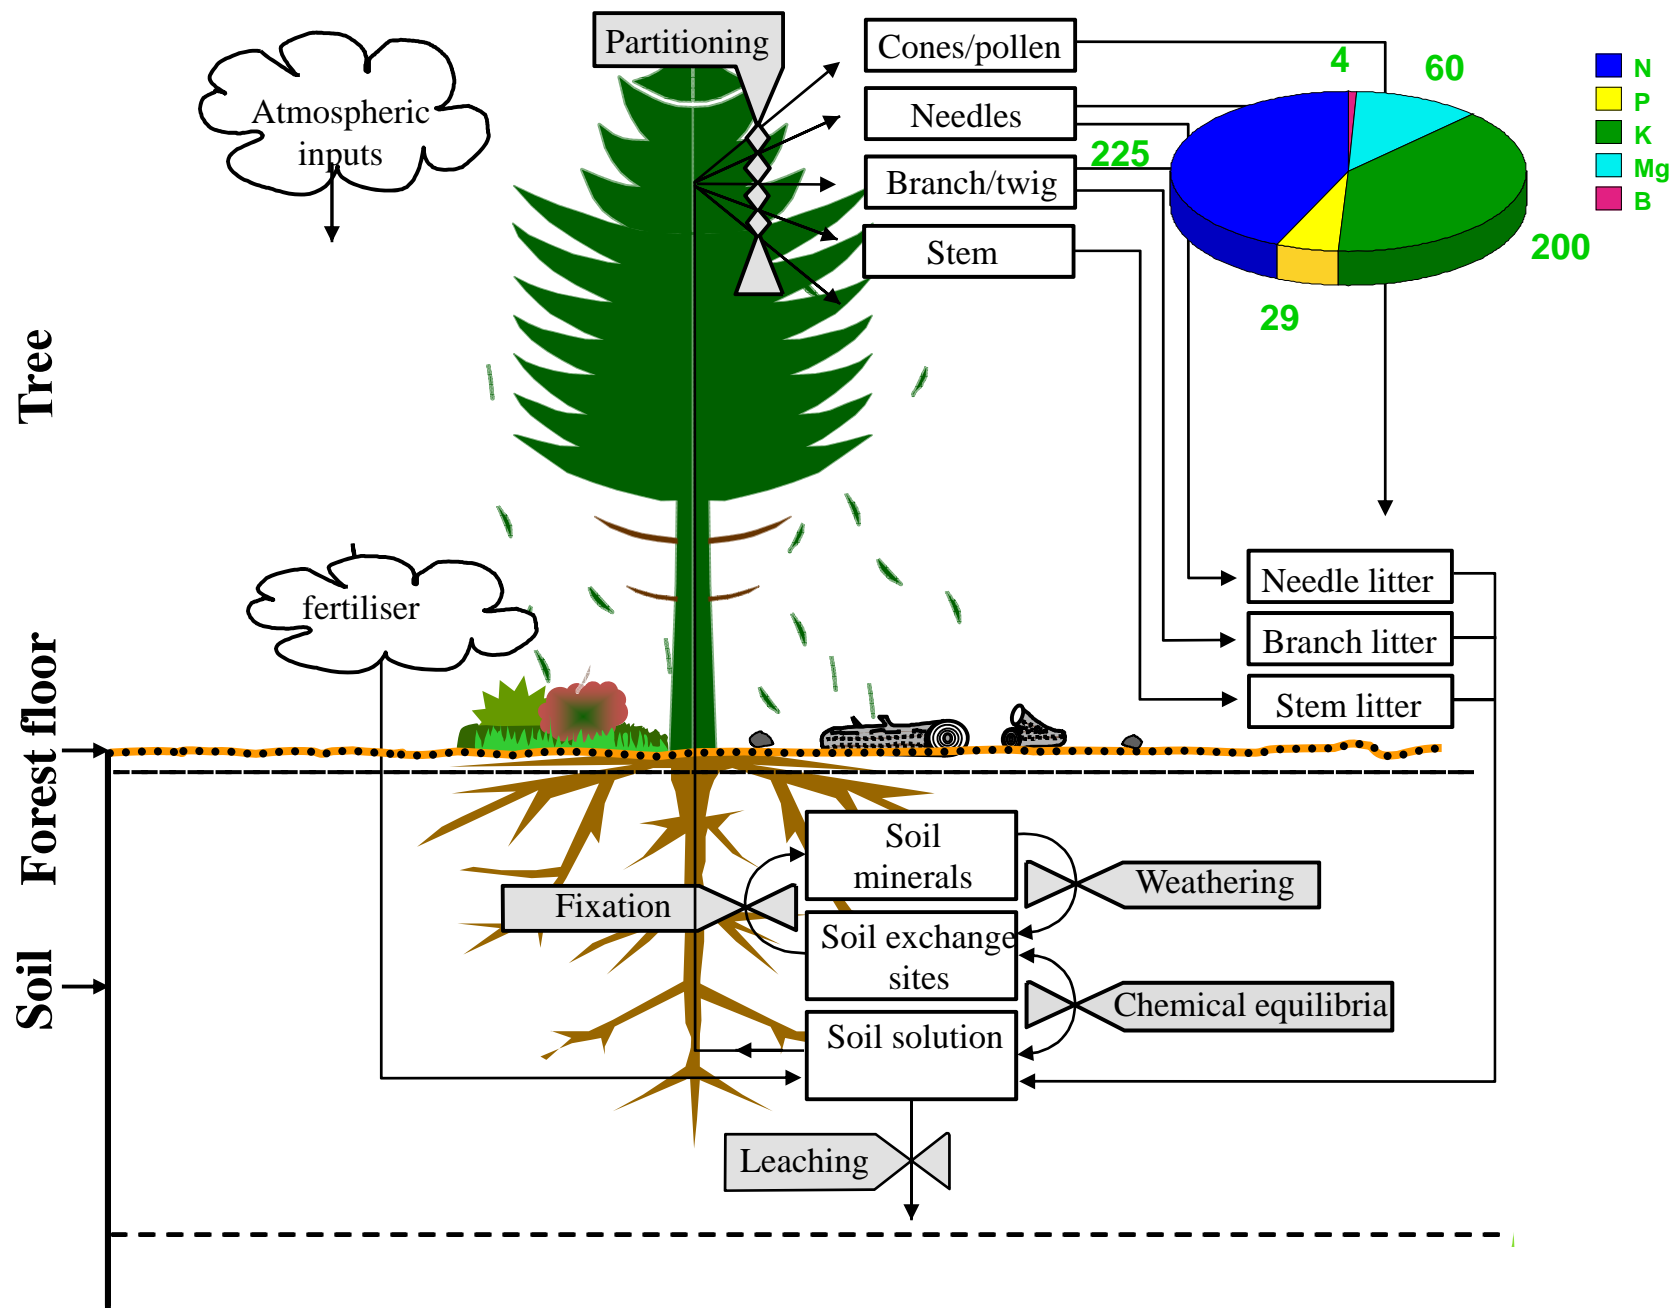 Partitioning
Cones/pollen
Needles
Branch/twig
Stem
Atmospheric
inputs
4
60
225
200
29
N
P
K
Mg
B
Tree
fertiliser
Needle litter
Branch litter
Stem litter
Forest floor
Soil
Soil
minerals
Weathering
Fixation
Soil exchange
sites
Chemical equilibria
Soil solution
Leaching